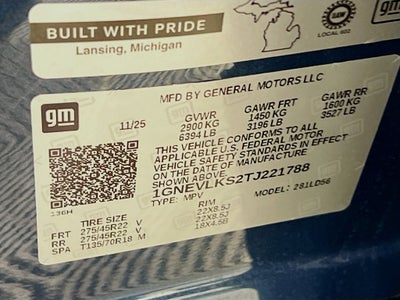 BUILT WITH PRIDE
Lansing, Michigan
UAW
LOCAL 602
gm
gm
MFD BY GENERAL MOTORS LLC
11/25
GVWR GAWR FRT GAWR RR
2900 KG 1450 KG 1600 KG
6394 LB 3196 LB 3527 LB
THIS VEHICLE CONFORMS TO ALL
APPLICABLE U.S. FEDERAL MOTOR
VEHICLE SAFETY STANDARDS IN EFFECT
ON THE DATE OF MANUFACTURE
1GNEVLKS2TJ221788
TYPE: MPV MODEL: 281LD56
136H
TIRE SIZE RIM
FRT 275/45R22 V 22X8.5J
RR 275/45R22 V 22X8.5J
SPA T135/70R18 M 18X4.5B